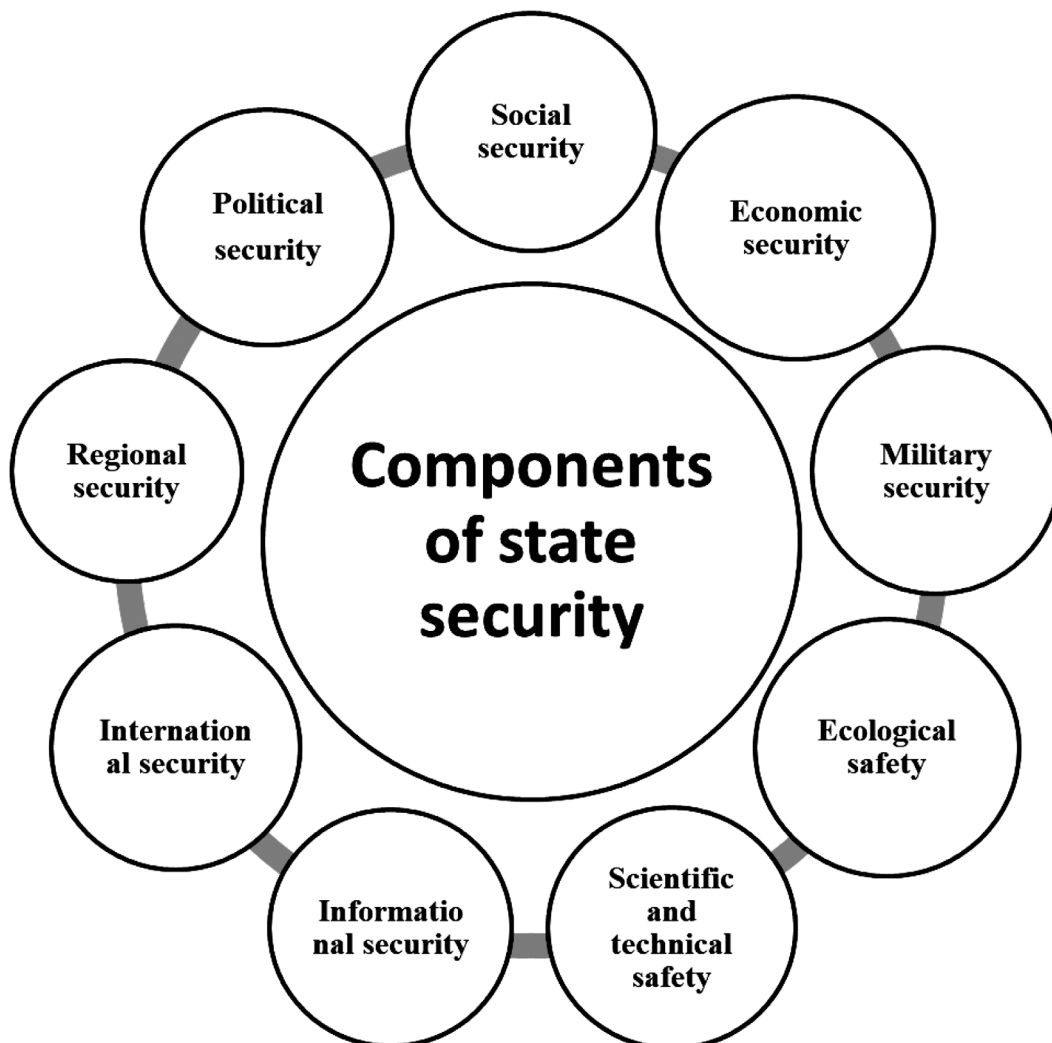 Social
security
Economic
security
Military
security
Ecological
safety
Scientific
and
technical
safety
Informatio
nal security
Internation
al security
Regional
security
Political
security
Components
of state
security